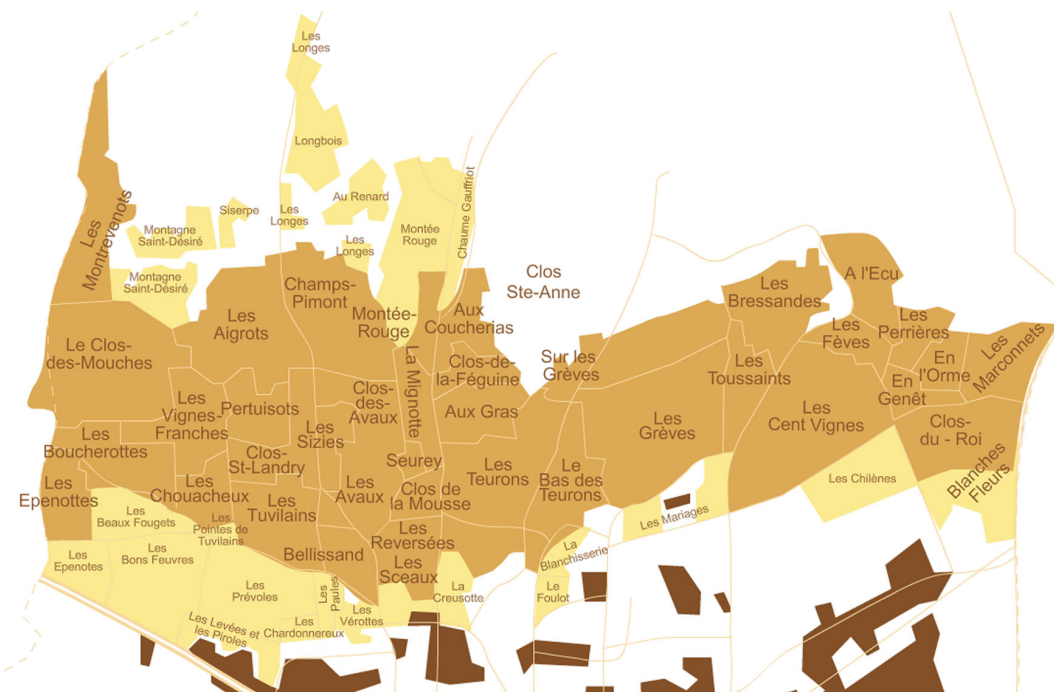 Les
Longes
Longbois
Au Renard
Siserpe
Les
Longes
Les
Longes
Montée
Rouge
Chaume Gauffriot
Les
Montrevenots
Montagne
Saint-Désiré
Montagne
Saint-Désiré
Champs-
Pimont
Les
Aigrots
Montée-
Rouge
Aux
Coucherias
Clos
Ste-Anne
Les
Bressandes
A l'Ecu
Les
Perrières
Les
Fèves
Les
Marconnets
Le Clos-
des-Mouches
La Mignotte
Clos-de-
la-Féguine
Sur les
Grèves
Les
Toussaints
En
l'Orme
En
Genêt
Les
Vignes-
Franches
Pertuisots
Clos-
des-
Avaux
Aux Gras
Les
Sizies
Les
Grèves
Les
Cent Vignes
Clos-
du - Roi
Les
Boucherottes
Clos-
St-Landry
Seurey
Les
Teurons
Le
Bas des
Teurons
Les
Epenottes
Les
Chouacheux
Les
Avaux
Clos de
la Mousse
Les Chilènes
Blanches
Fleurs
Les
Beaux Fougets
Les
Pointes de
Tuvilains
Les
Tuvilains
Les Mariages
Les
Reversées
Bellissand
Les
Sceaux
La
Blanchisserie
Les
Epenotes
Les
Bons Feuvres
Les
Prévoles
Les
Paules
La
Creusotte
Le
Foulot
Les Levées et
les Piroles
Les
Chardonnereux
Les
Vérottes